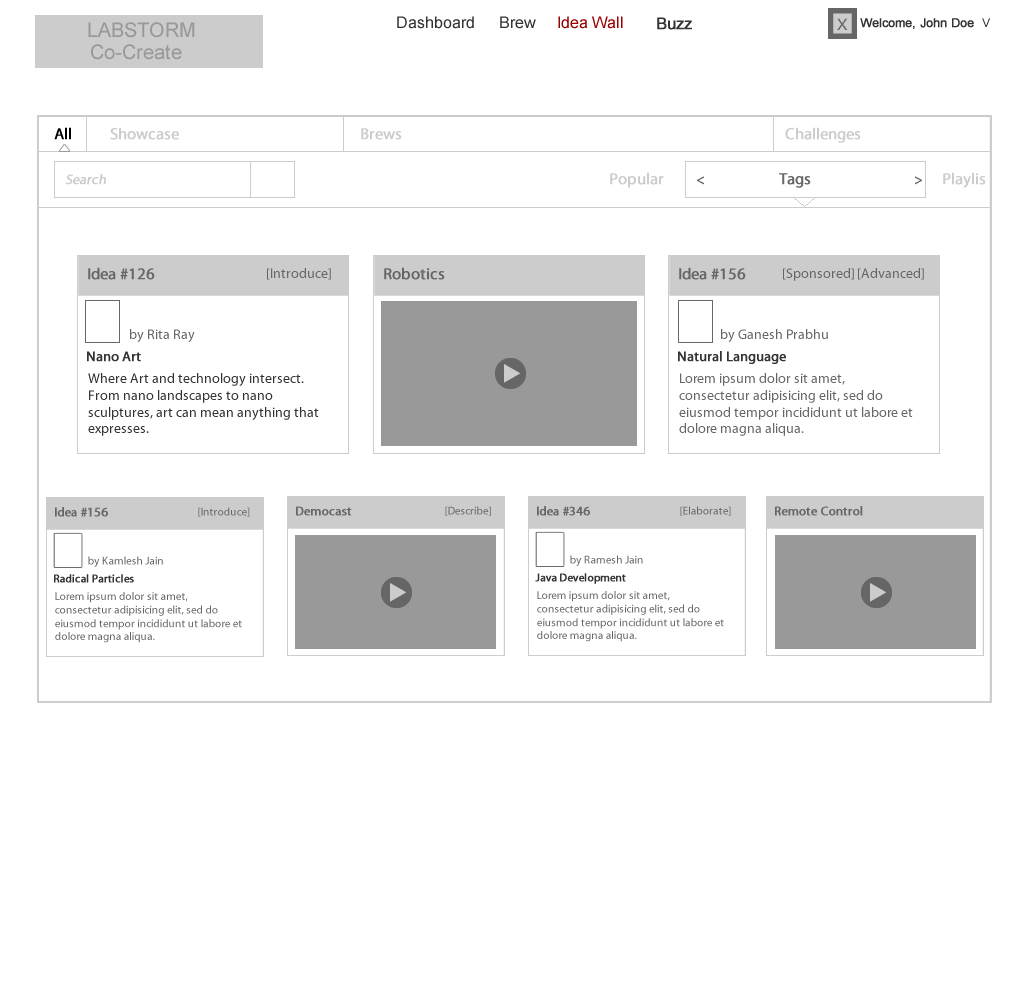 LABSTORM
Co-Create
Dashboard Brew Idea Wall Buzz
X Welcome, John Doe V
All Showcase Brews Challenges
Search Popular < Tags > Playlis
Idea #126 [Introduce]
by Rita Ray
Nano Art
Where Art and technology intersect.
From nano landscapes to nano
sculptures, art can mean anything that
expresses.
Robotics
Idea #156 [Sponsored] [Advanced]
by Ganesh Prabhu
Natural Language
Lorem ipsum dolor sit amet,
consectetur adipisicing elit, sed do
eiusmod tempor incididunt ut labore et
dolore magna aliqua.
Idea #156 [Introduce]
by Kamlesh Jain
Radical Particles
Lorem ipsum dolor sit amet,
consectetur adipisicing elit, sed do
eiusmod tempor incididunt ut labore et
dolore magna aliqua.
Democast [Describe]
Idea #346 [Elaborate]
by Ramesh Jain
Java Development
Lorem ipsum dolor sit amet,
consectetur adipisicing elit, sed do
eiusmod tempor incididunt ut labore et
dolore magna aliqua.
Remote Control